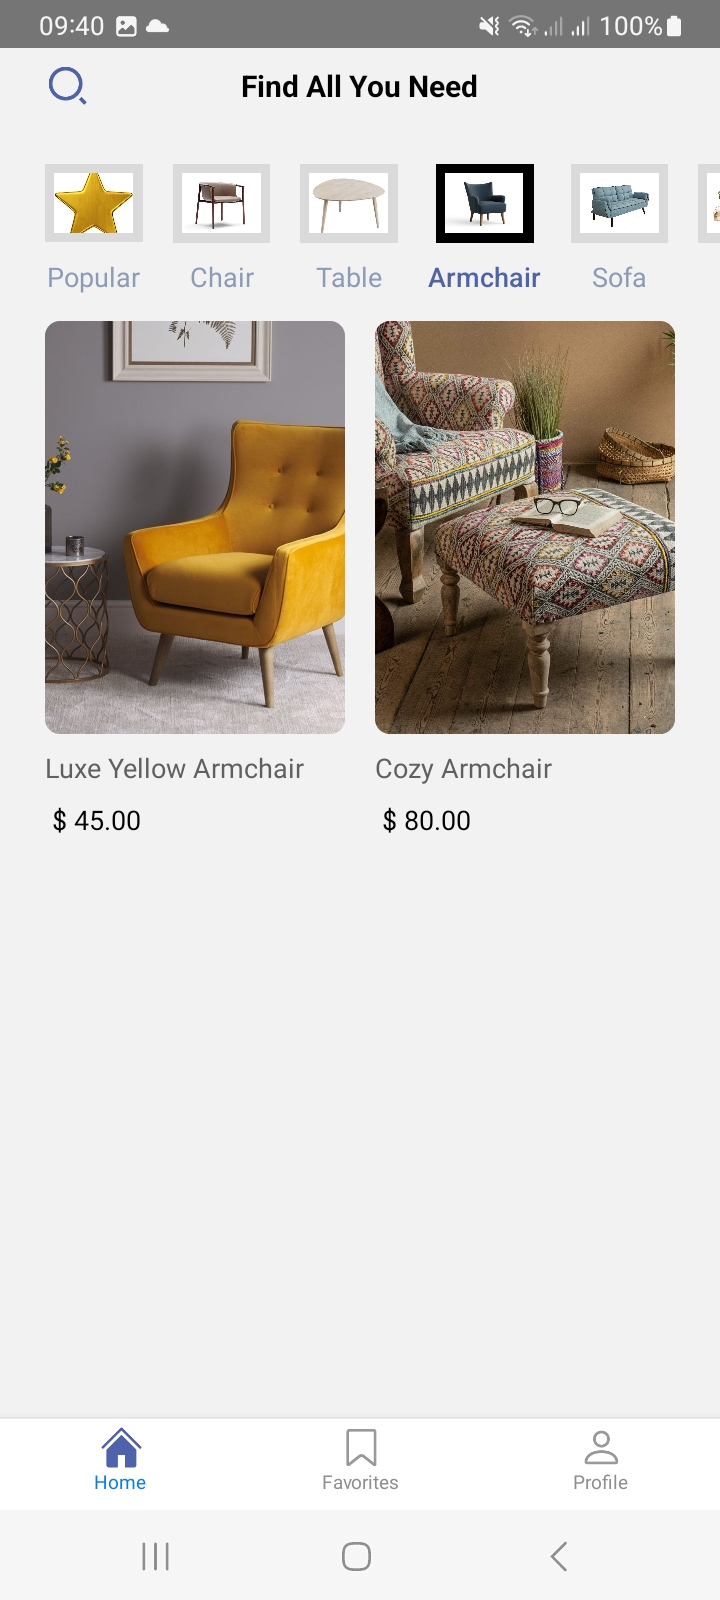 09:40 100%
Find All You Need
Popular Chair Table Armchair Sofa
Luxe Yellow Armchair Cozy Armchair
$ 45.00 $ 80.00
Home Favorites Profile